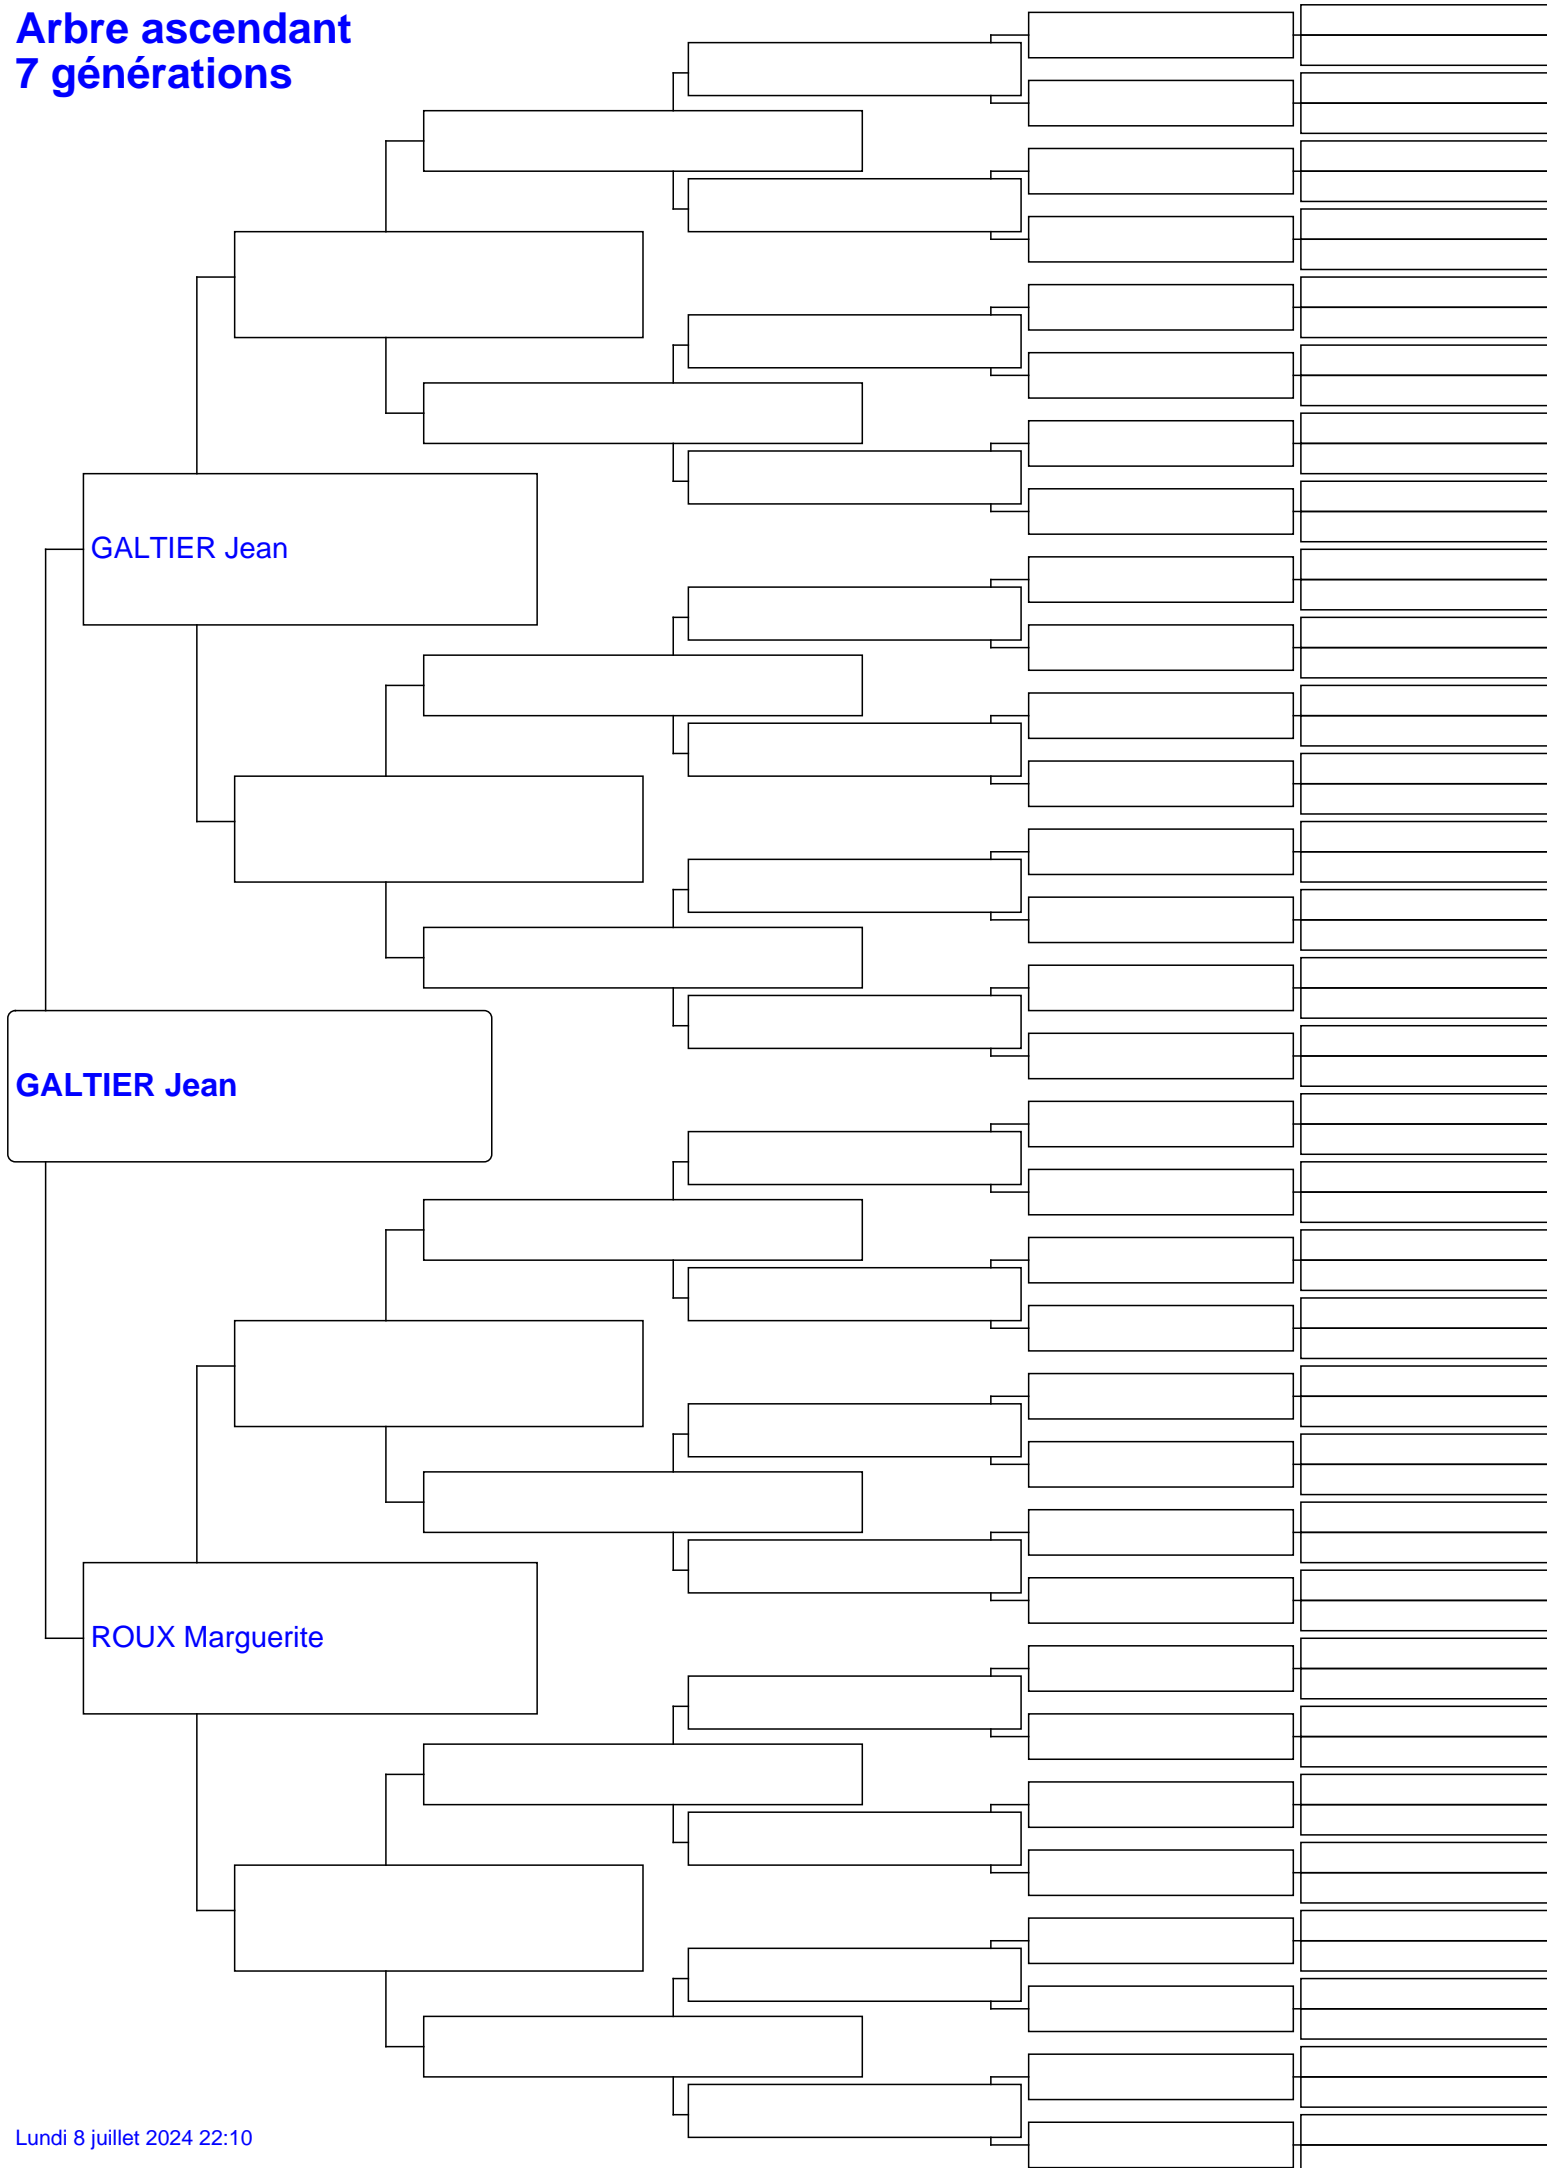 Arbre ascendant
7 générations
GALTIER Jean
GALTIER Jean
ROUX Marguerite
Lundi 8 juillet 2024 22:10